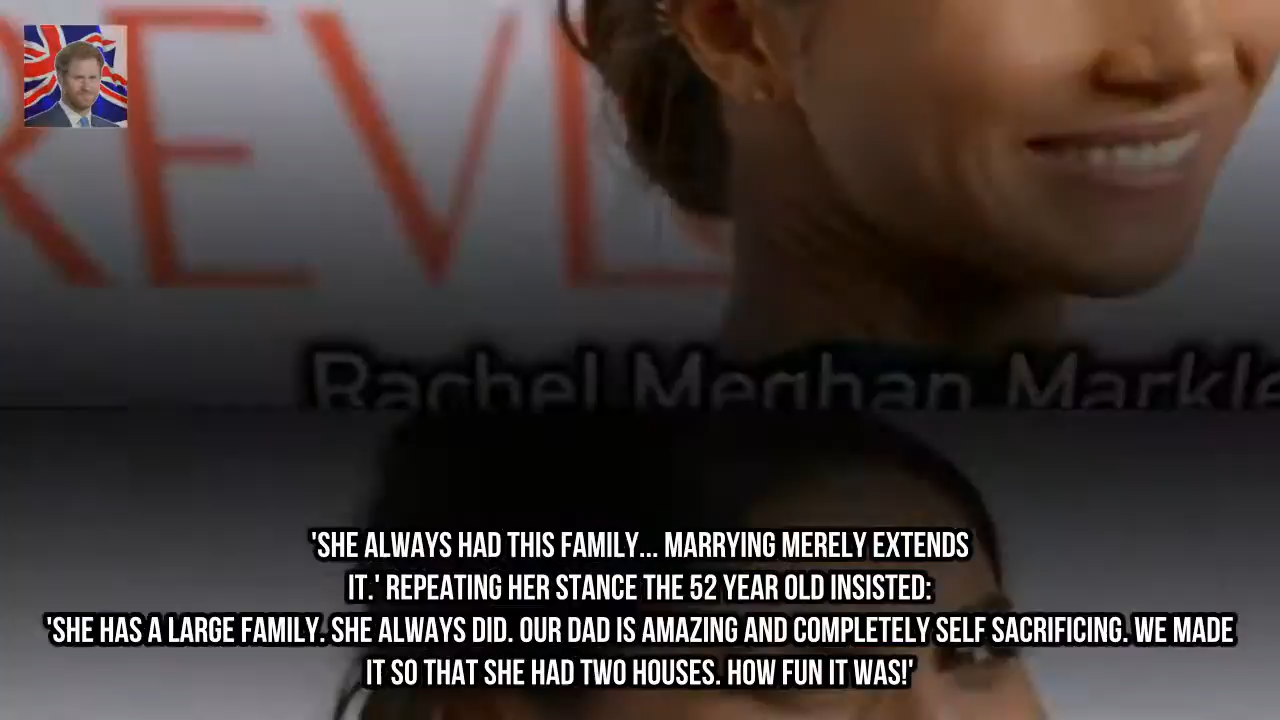 REVL
Rachel Meghan Markle
'SHE ALWAYS HAD THIS FAMILY... MARRYING MERELY EXTENDS
IT.' REPEATING HER STANCE THE 52 YEAR OLD INSISTED:
'SHE HAS A LARGE FAMILY. SHE ALWAYS DID. OUR DAD IS AMAZING AND COMPLETELY SELF SACRIFICING. WE MADE
IT SO THAT SHE HAD TWO HOUSES. HOW FUN IT WAS!'